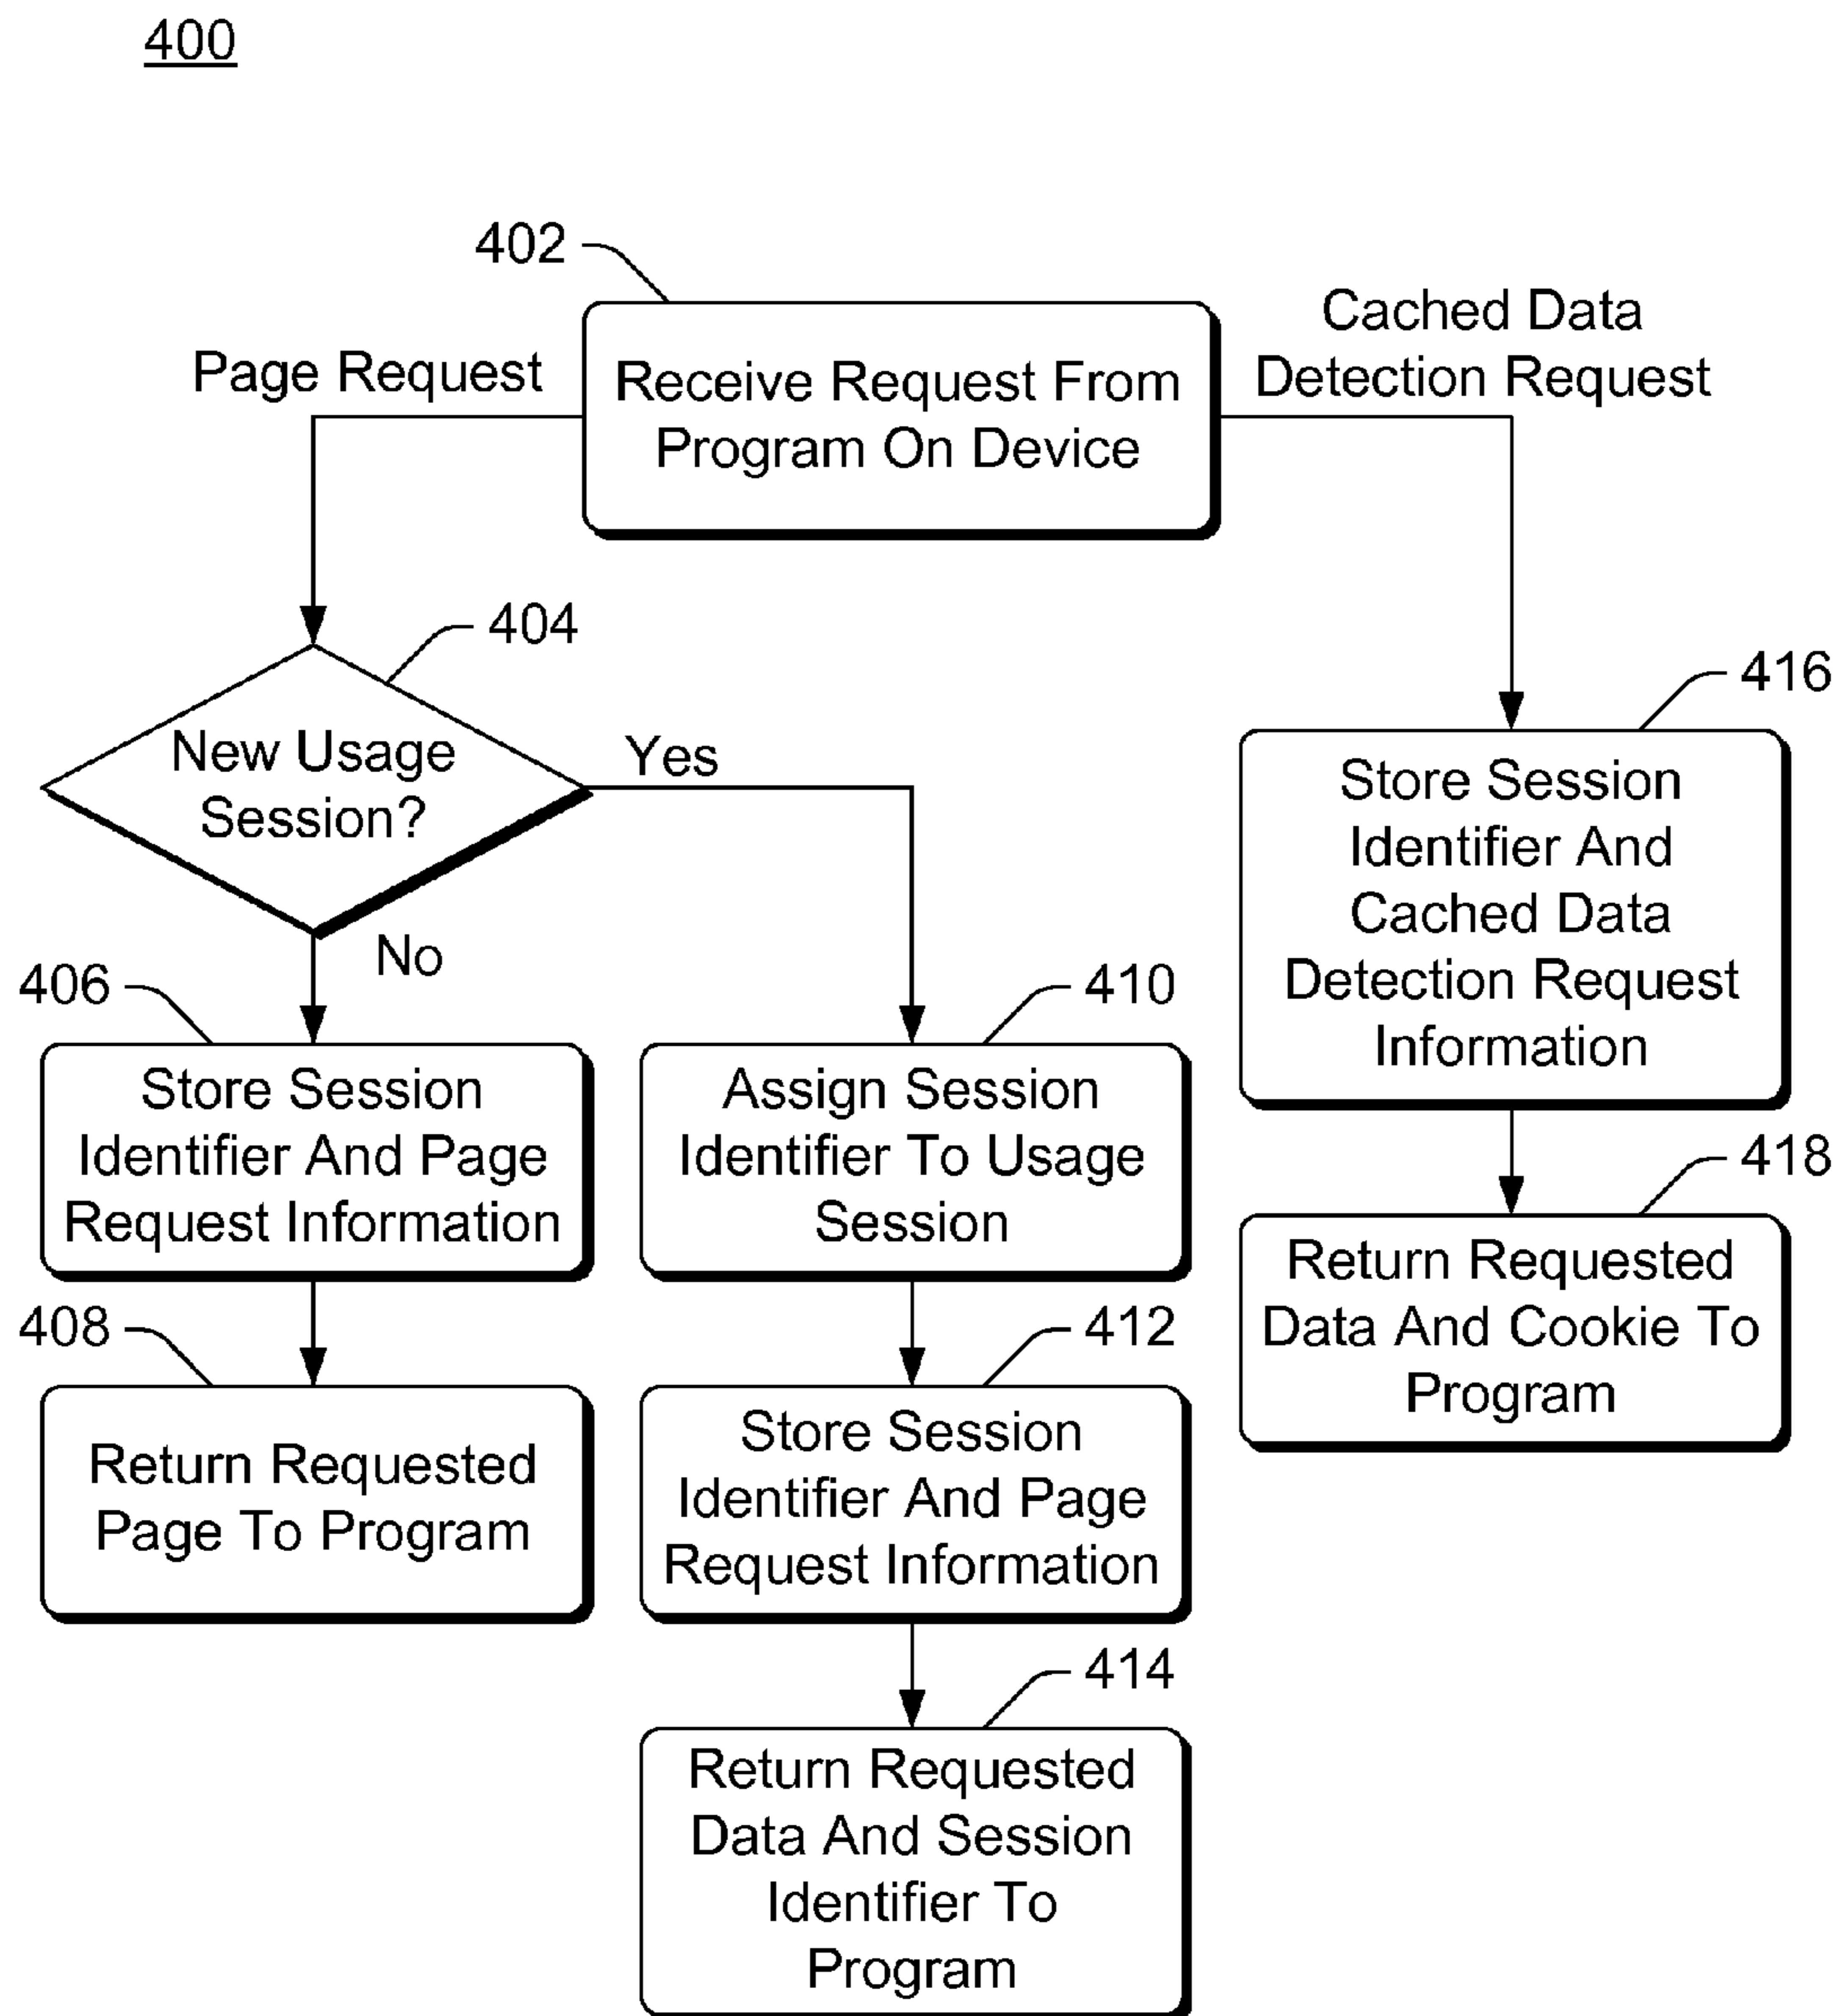 400
402
Page Request
Receive Request From
Program On Device
Cached Data
Detection Request
404
New Usage
Session?
Yes
No
406
Store Session
Identifier And Page
Request Information
408
Return Requested
Page To Program
410
Assign Session
Identifier To Usage
Session
412
Store Session
Identifier And Page
Request Information
414
Return Requested
Data And Session
Identifier To
Program
416
Store Session
Identifier And
Cached Data
Detection Request
Information
418
Return Requested
Data And Cookie To
Program